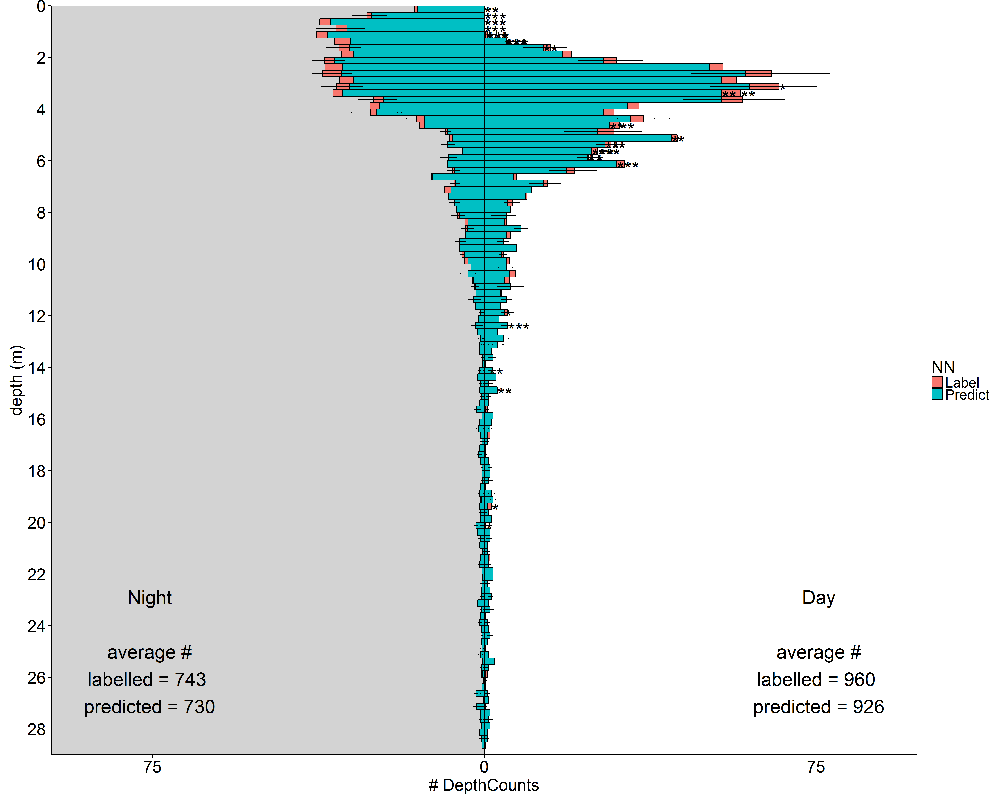 0
**
***
***
***
2
**
*
** **
4
**
***
6
***
8
10
12
*
***
depth (m)
14
**
**
NN
Label
Predict
16
18
*
20
*
22
Night
Day
24
average #
average #
labelled = 743
labelled = 960
26
predicted = 730
predicted = 926
28
75
0
75
# DepthCounts